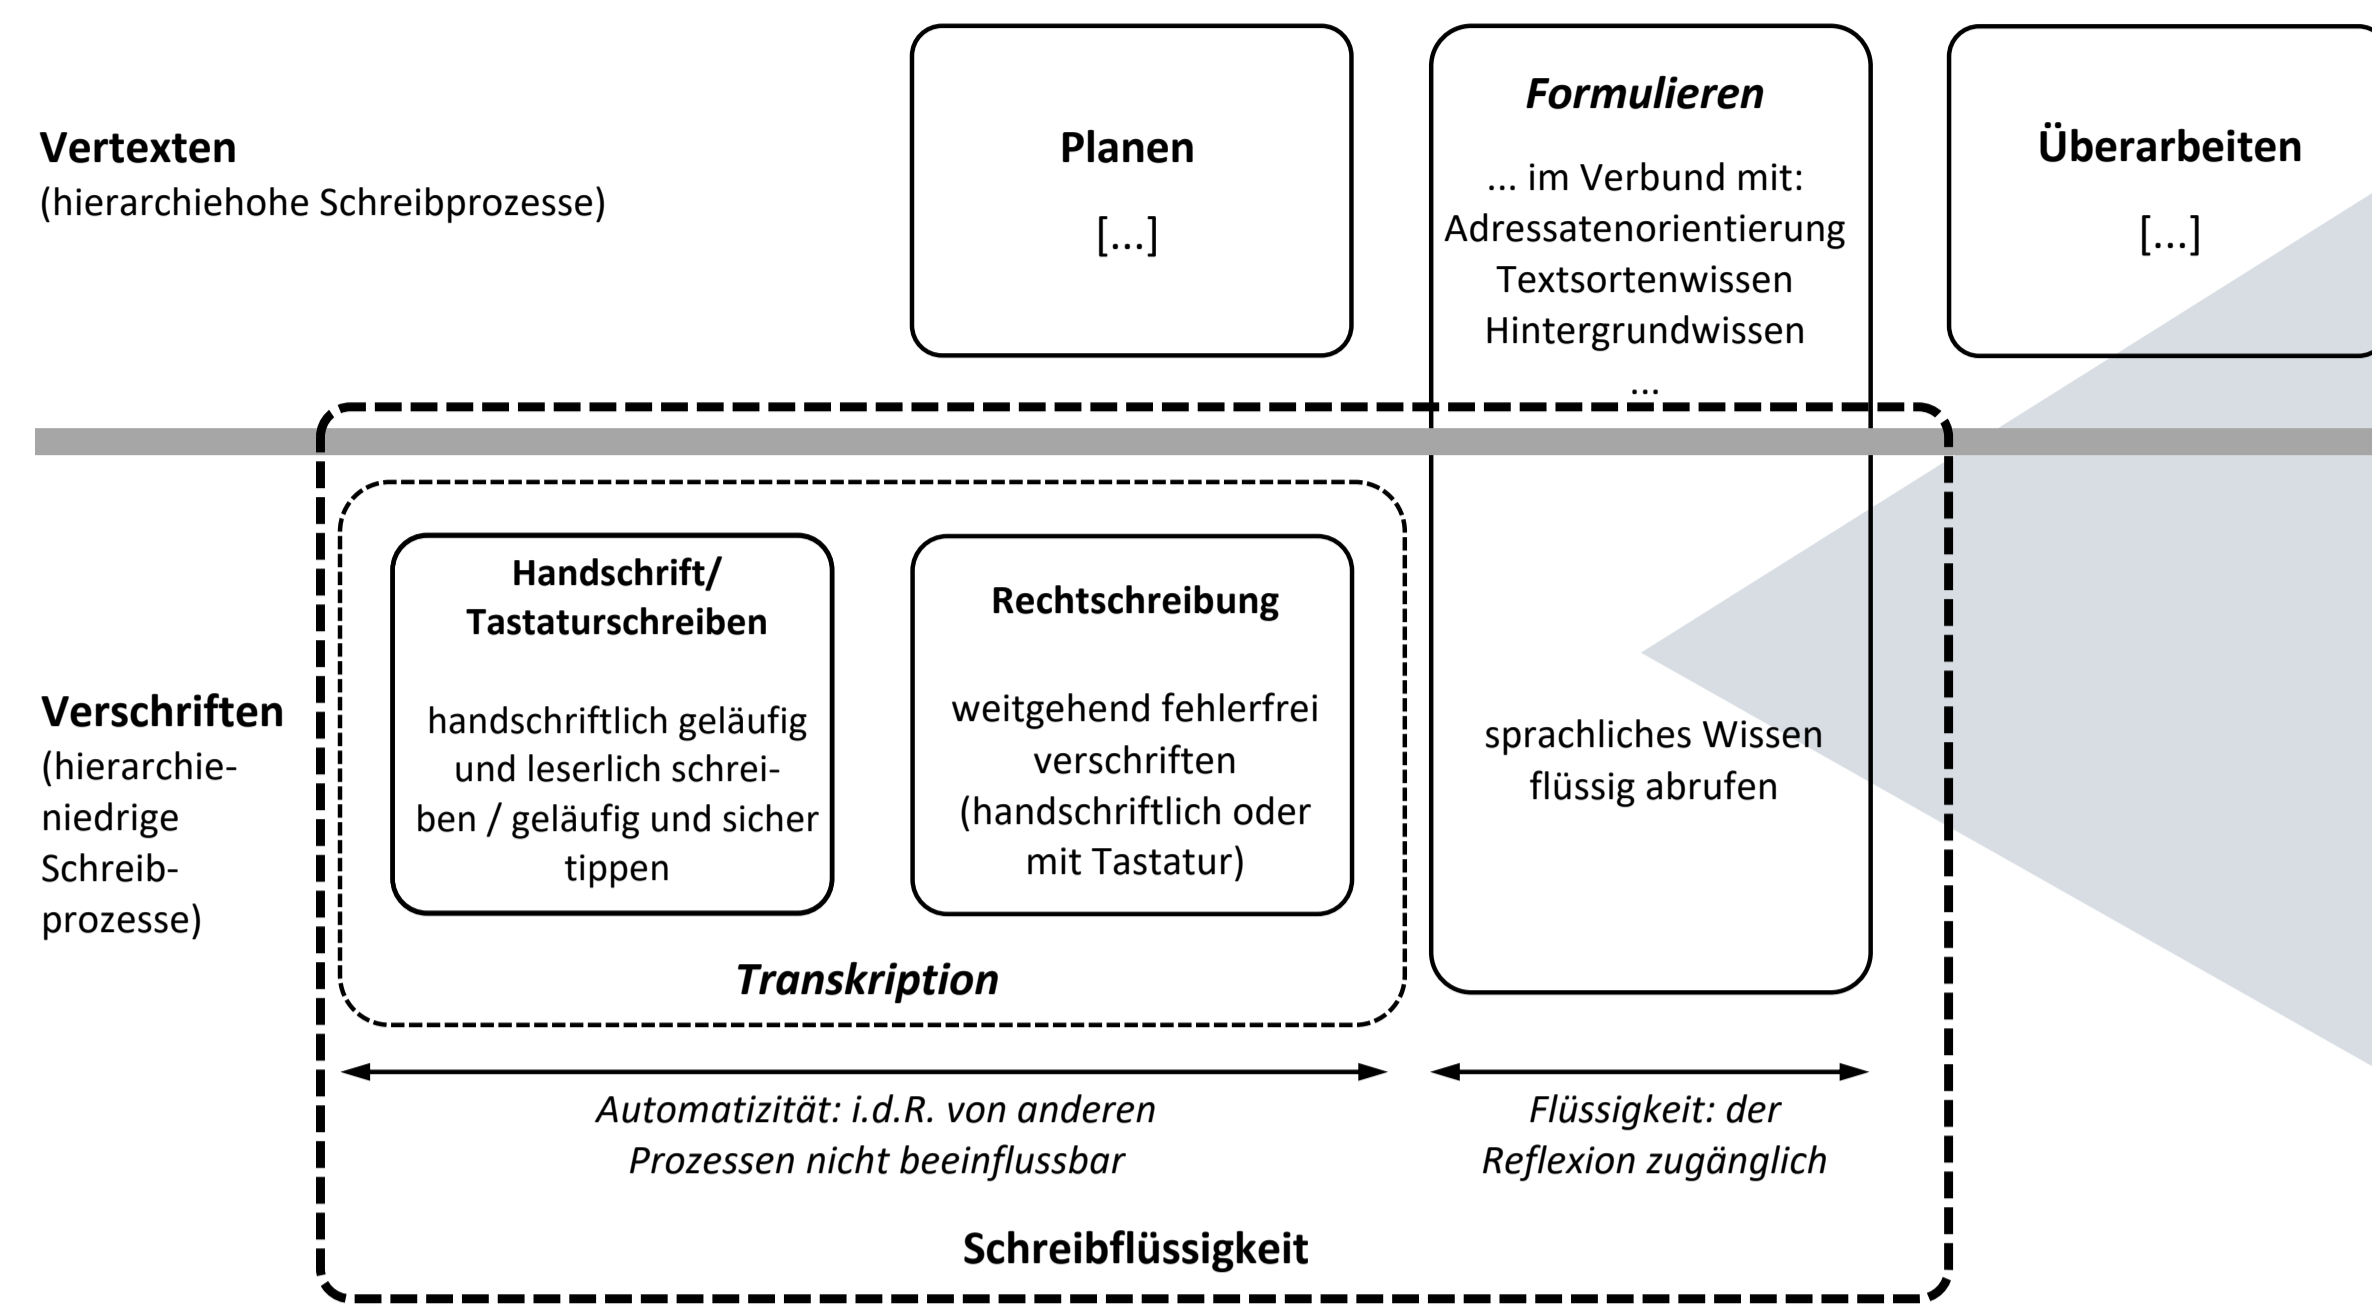 Vertexten
(hierarchiehohe Schreibprozesse)
Planen
[...]
Formulieren
... im Verbund mit:
Adressatenorientierung
Textsortenwissen
Hintergrundwissen
...
Überarbeiten
[...]
Verschriften
(hierarchie-
niedrige
Schreib-
prozesse)
Handschrift/
Tastaturschreiben
handschriftlich geläufig
und leserlich schrei-
ben / geläufig und sicher
tippen
Rechtschreibung
weitgehend fehlerfrei
verschriften
(handschriftlich oder
mit Tastatur)
Transkription
sprachliches Wissen
flüssig abrufen
Automatizität: i.d.R. von anderen
Prozessen nicht beeinflussbar
Flüssigkeit: der
Reflexion zugänglich
Schreibflüssigkeit